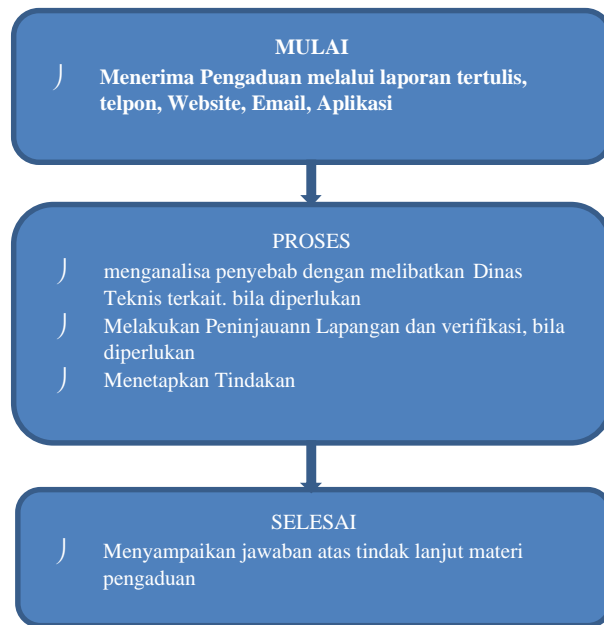 MULAI
⟯ Menerima Pengaduan melalui laporan tertulis,
telpon, Website, Email, Aplikasi
PROSES
⟯ menganalisa penyebab dengan melibatkan Dinas
Teknis terkait. bila diperlukan
⟯ Melakukan Peninjauann Lapangan dan verifikasi, bila
diperlukan
⟯ Menetapkan Tindakan
SELESAI
⟯ Menyampaikan jawaban atas tindak lanjut materi
pengaduan